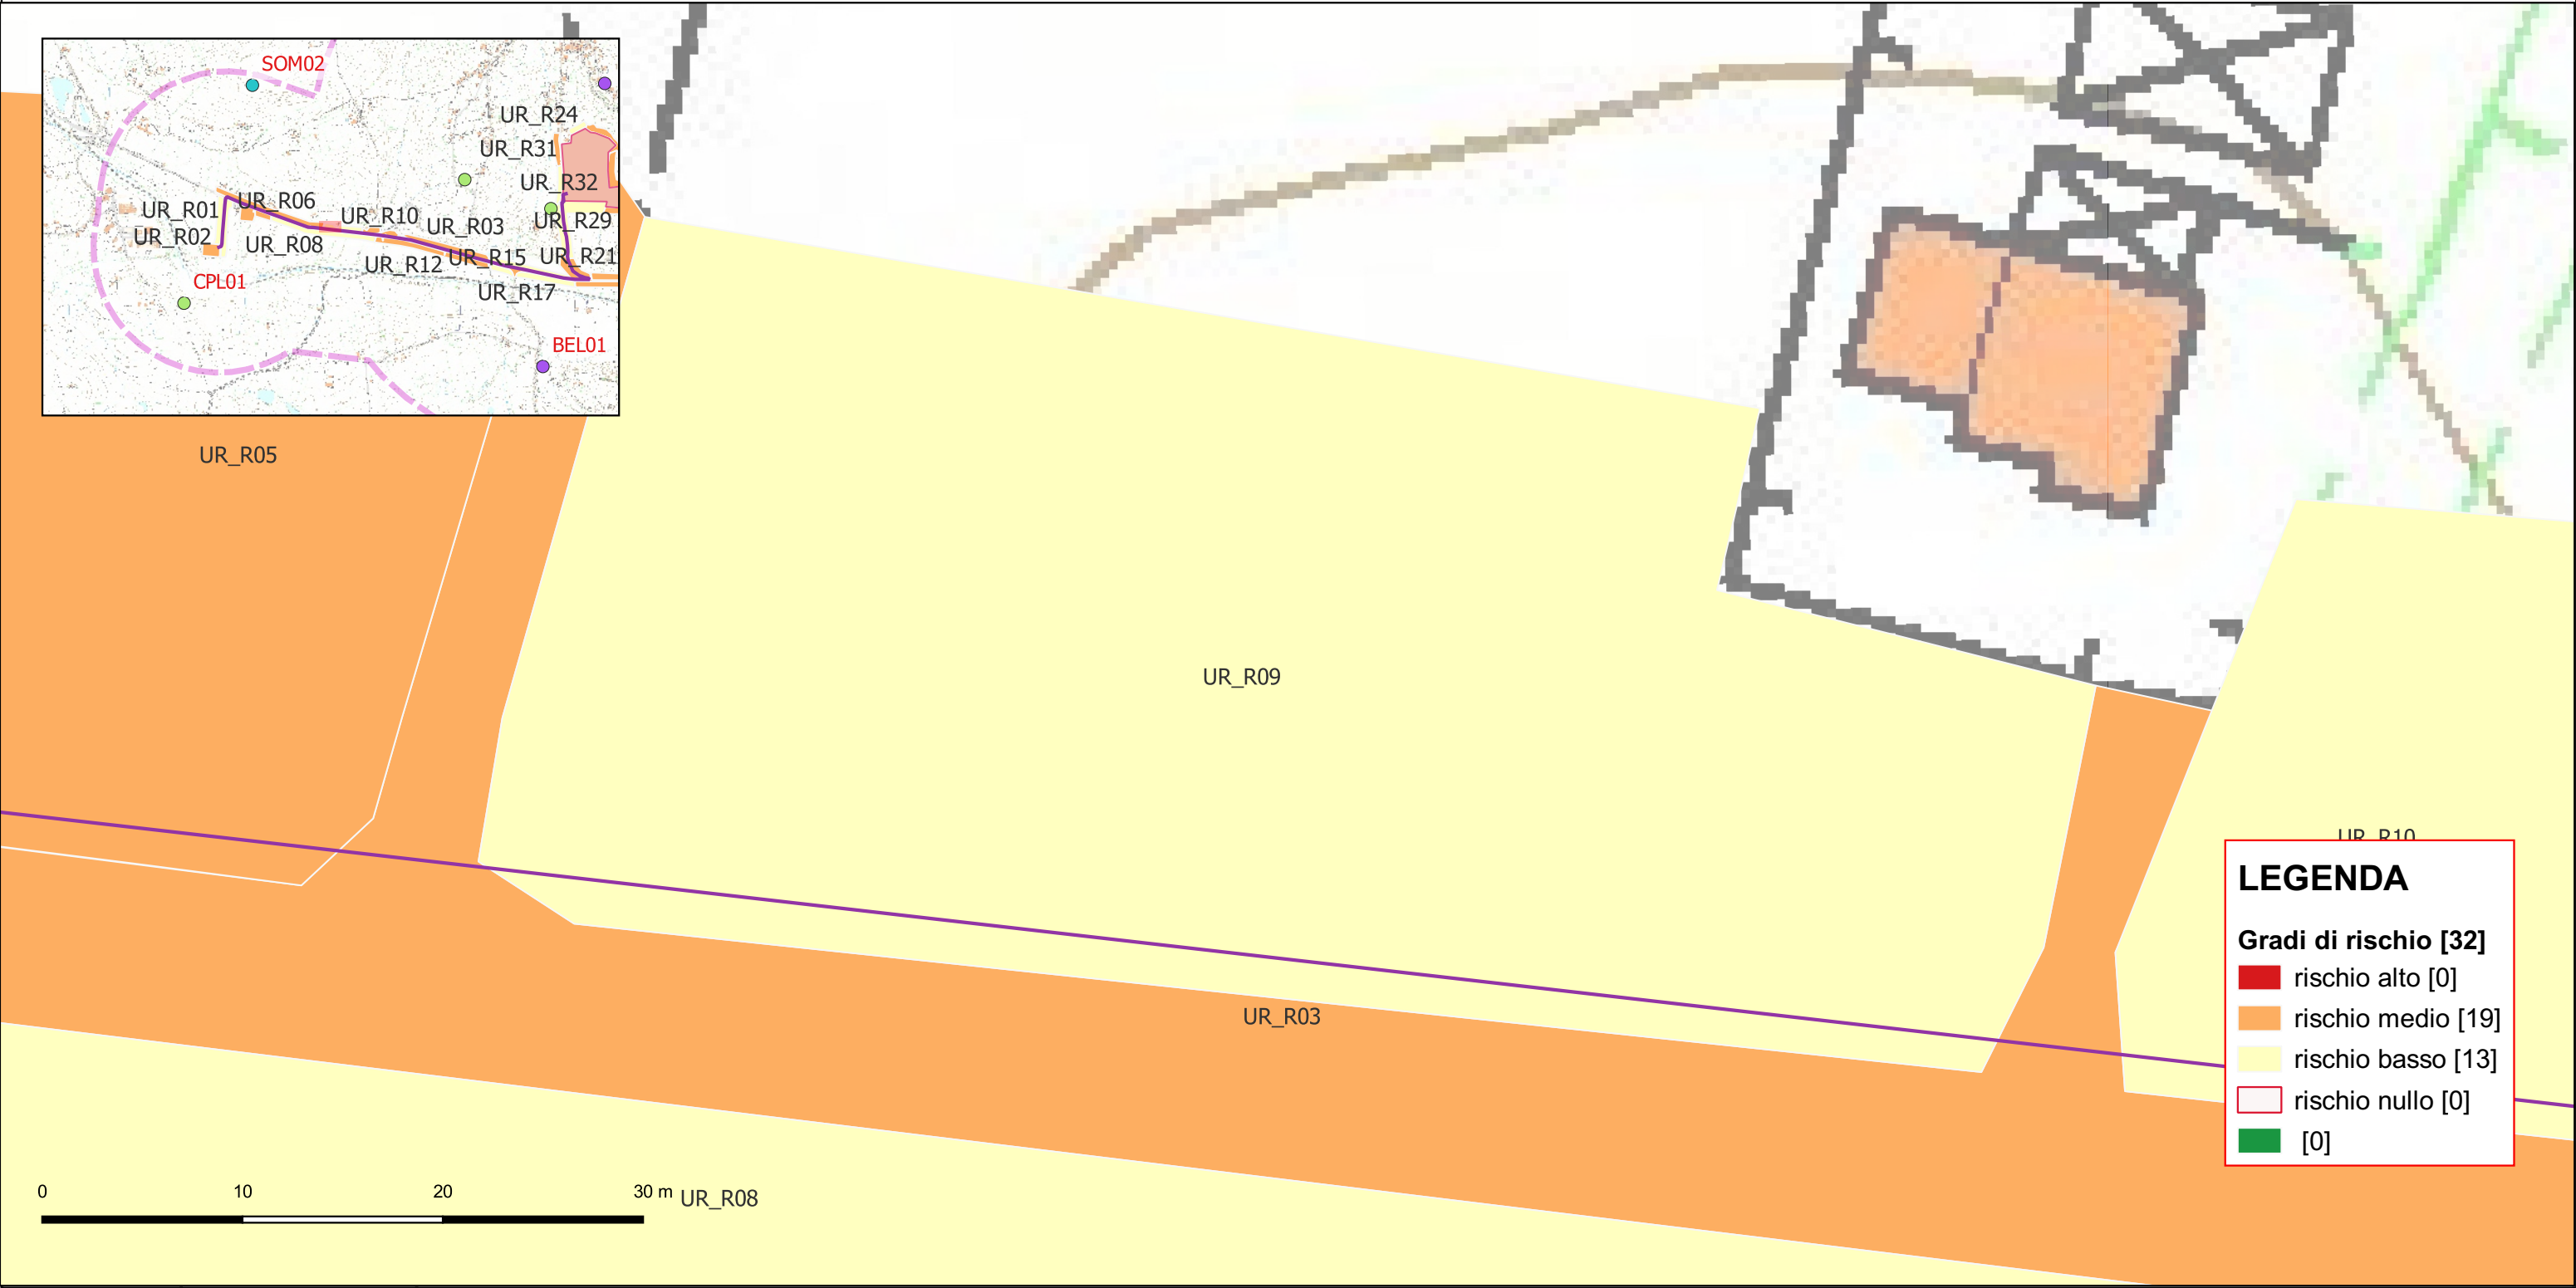 SOM02
UR_R24
UR_R31
UR_R32
UR_R06
UR_R01
UR_R10
UR_R03
UR_R29
UR_R02
UR_R08
UR_R15
UR_R21
UR_R12
CPL01
UR_R17
BEL01
UR_R05
UR_R09
UR_R10
UR_R03
UR_R08
LEGENDA
Gradi di rischio [32]
rischio alto [0]
rischio medio [19]
rischio basso [13]
rischio nullo [0]
[0]
0 10 20 30 m